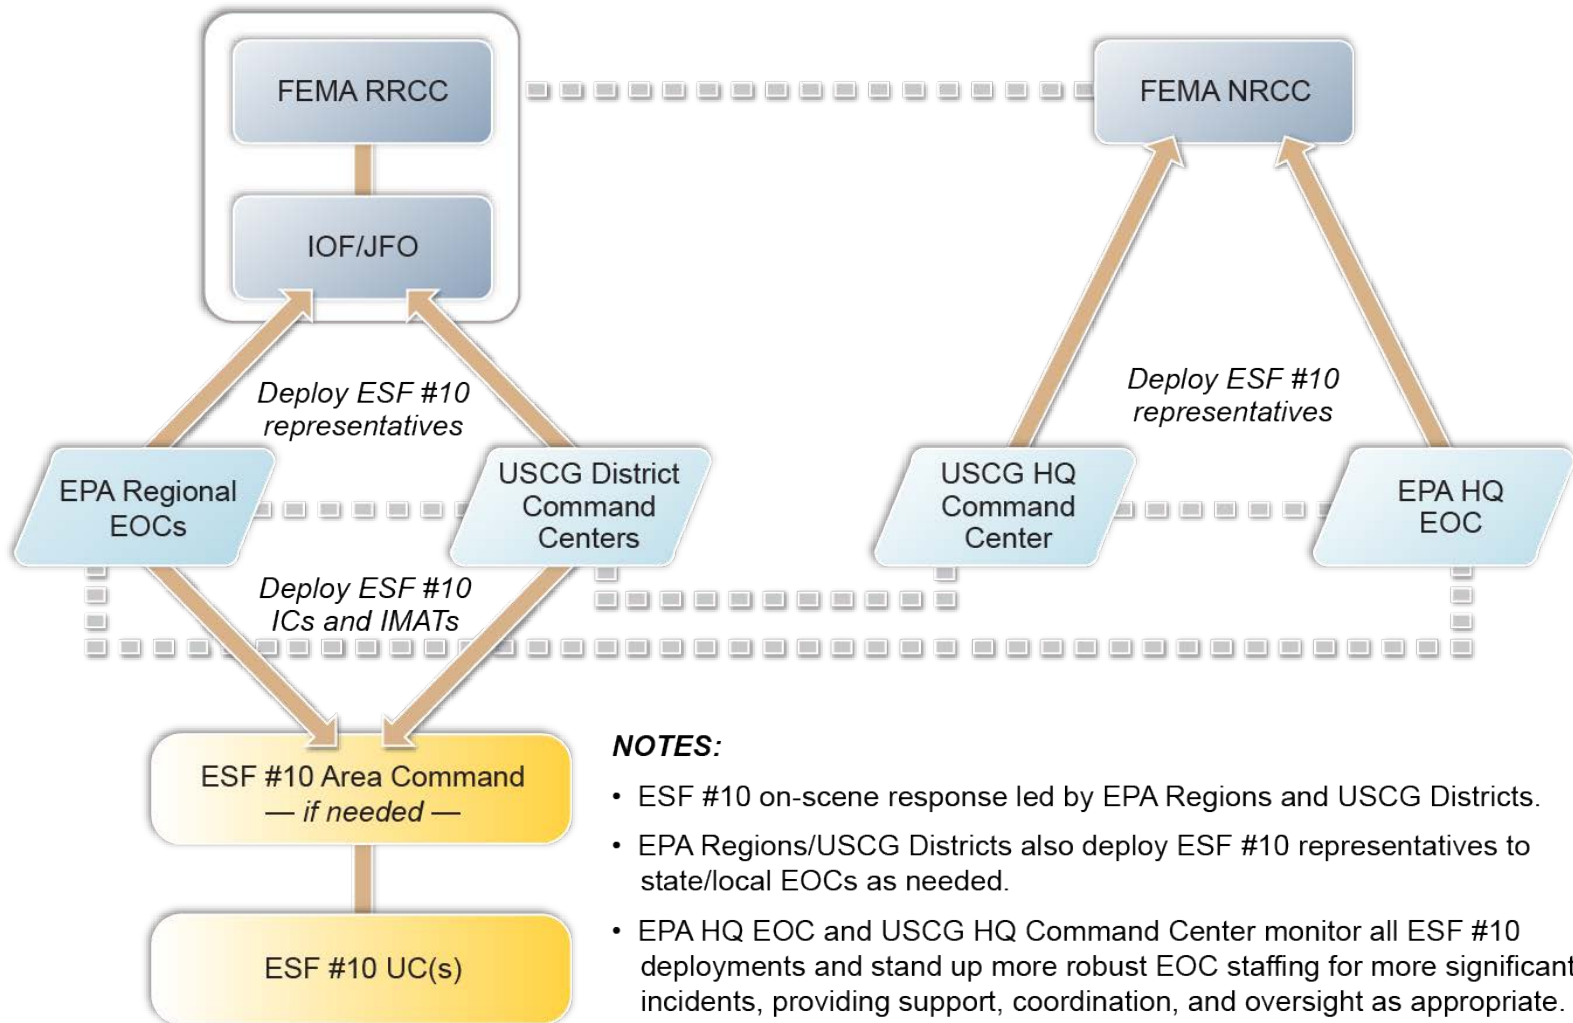 FEMA RRCC
FEMA NRCC
IOF/JFO
Deploy ESF #10
representatives
Deploy ESF #10
representatives
EPA Regional
EOCs
USCG District
Command
Centers
USCG HQ
Command
Center
EPA HQ
EOC
Deploy ESF #10
ICs and IMATs
ESF #10 Area Command
— if needed —
ESF #10 UC(s)
NOTES:
• ESF #10 on-scene response led by EPA Regions and USCG Districts.
• EPA Regions/USCG Districts also deploy ESF #10 representatives to
state/local EOCs as needed.
• EPA HQ EOC and USCG HQ Command Center monitor all ESF #10
deployments and stand up more robust EOC staffing for more significant
incidents, providing support, coordination, and oversight as appropriate.